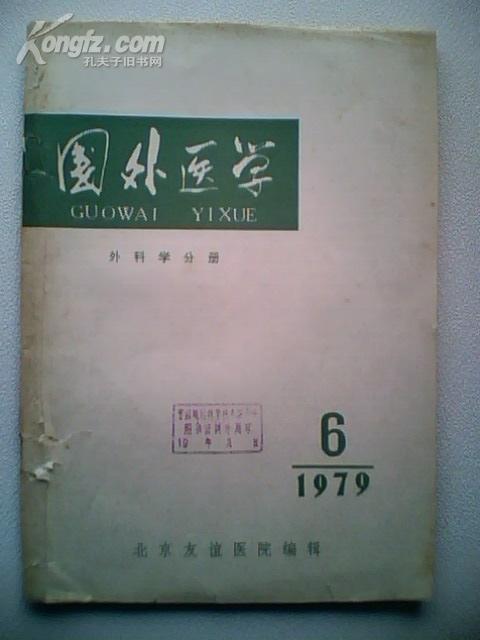 Kongfz.com
孔夫子旧书网
国外医学
GUOWAI YIXUE
外科学分册
6
1979
北京友谊医院编辑